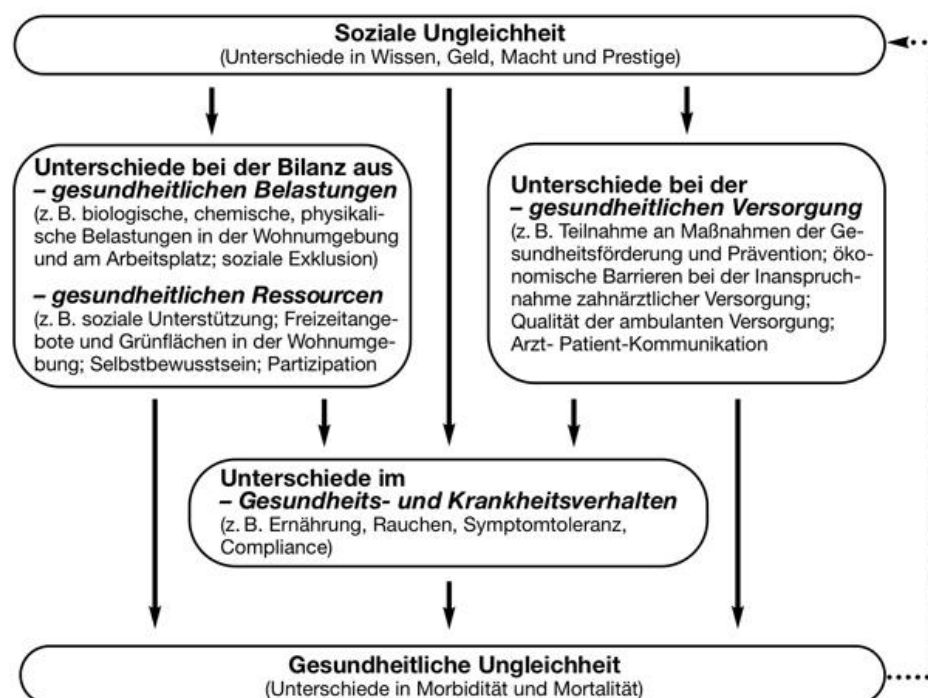 Soziale Ungleichheit
(Unterschiede in Wissen, Geld, Macht und Prestige)
Unterschiede bei der Bilanz aus
– gesundheitlichen Belastungen
(z. B. biologische, chemische, physikali-
sche Belastungen in der Wohnumgebung
und am Arbeitsplatz; soziale Exklusion)
– gesundheitlichen Ressourcen
(z. B. soziale Unterstützung; Freizeitange-
bote und Grünflächen in der Wohnumge-
bung; Selbstbewusstsein; Partizipation
Unterschiede bei der
– gesundheitlichen Versorgung
(z. B. Teilnahme an Maßnahmen der Ge-
sundheitsförderung und Prävention; öko-
nomische Barrieren bei der Inanspruch-
nahme zahnärztlicher Versorgung;
Qualität der ambulanten Versorgung;
Arzt- Patient-Kommunikation
Unterschiede im
– Gesundheits- und Krankheitsverhalten
(z. B. Ernährung, Rauchen, Symptomtoleranz,
Compliance)
Gesundheitliche Ungleichheit
(Unterschiede in Morbidität und Mortalität)